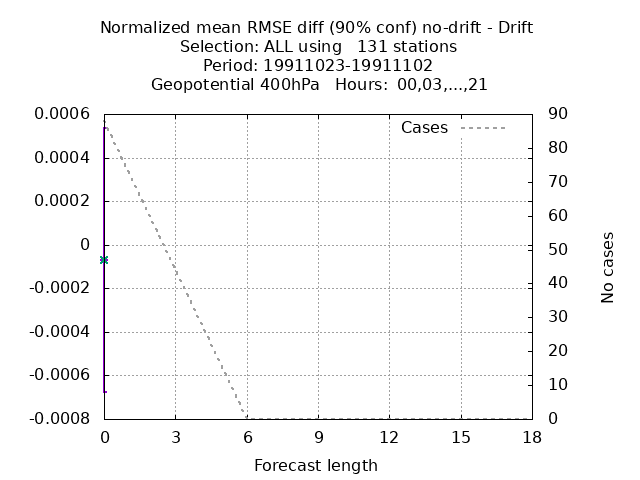 Normalized mean RMSE diff (90% conf) no-drift - Drift
Selection: ALL using   131 stations
Period: 19911023-19911102
Geopotential 400hPa   Hours:  00,03,...,21
Cases
0.0006
0.0004
0.0002
0
-0.0002
-0.0004
-0.0006
-0.0008
90
80
70
60
50
40
30
20
10
0
No cases
0 3 6 9 12 15 18
Forecast length